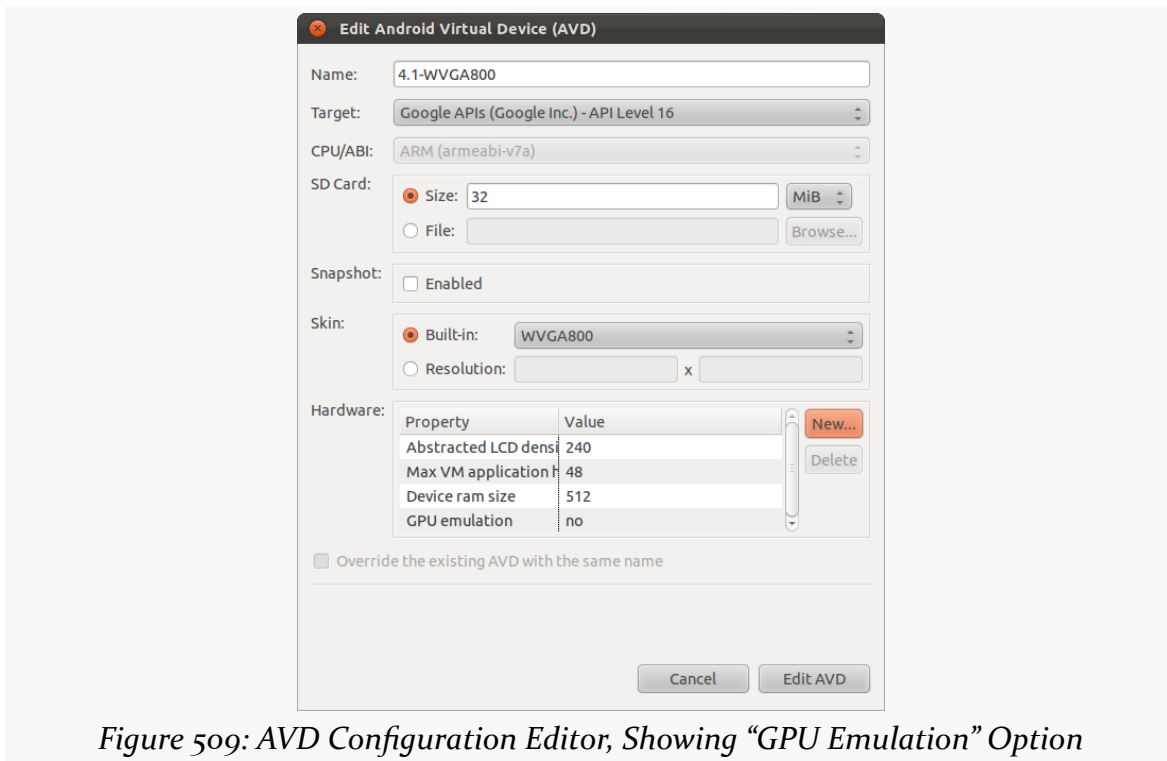 Edit Android Virtual Device (AVD)
Name: 4.1-WVGA800
Target: Google APIs (Google Inc.) - API Level 16
CPU/ABI: ARM (armeabi-v7a)
SD Card:
Size: 32 MiB
File: Browse...
Snapshot: Enabled
Skin:
Built-in: WVGA800
Resolution: x
Hardware:
Property Value New...
Abstracted LCD densi 240
Delete
Max VM application h 48
Device ram size 512
GPU emulation no
Override the existing AVD with the same name
Cancel Edit AVD
Figure 509: AVD Configuration Editor, Showing “GPU Emulation” Option